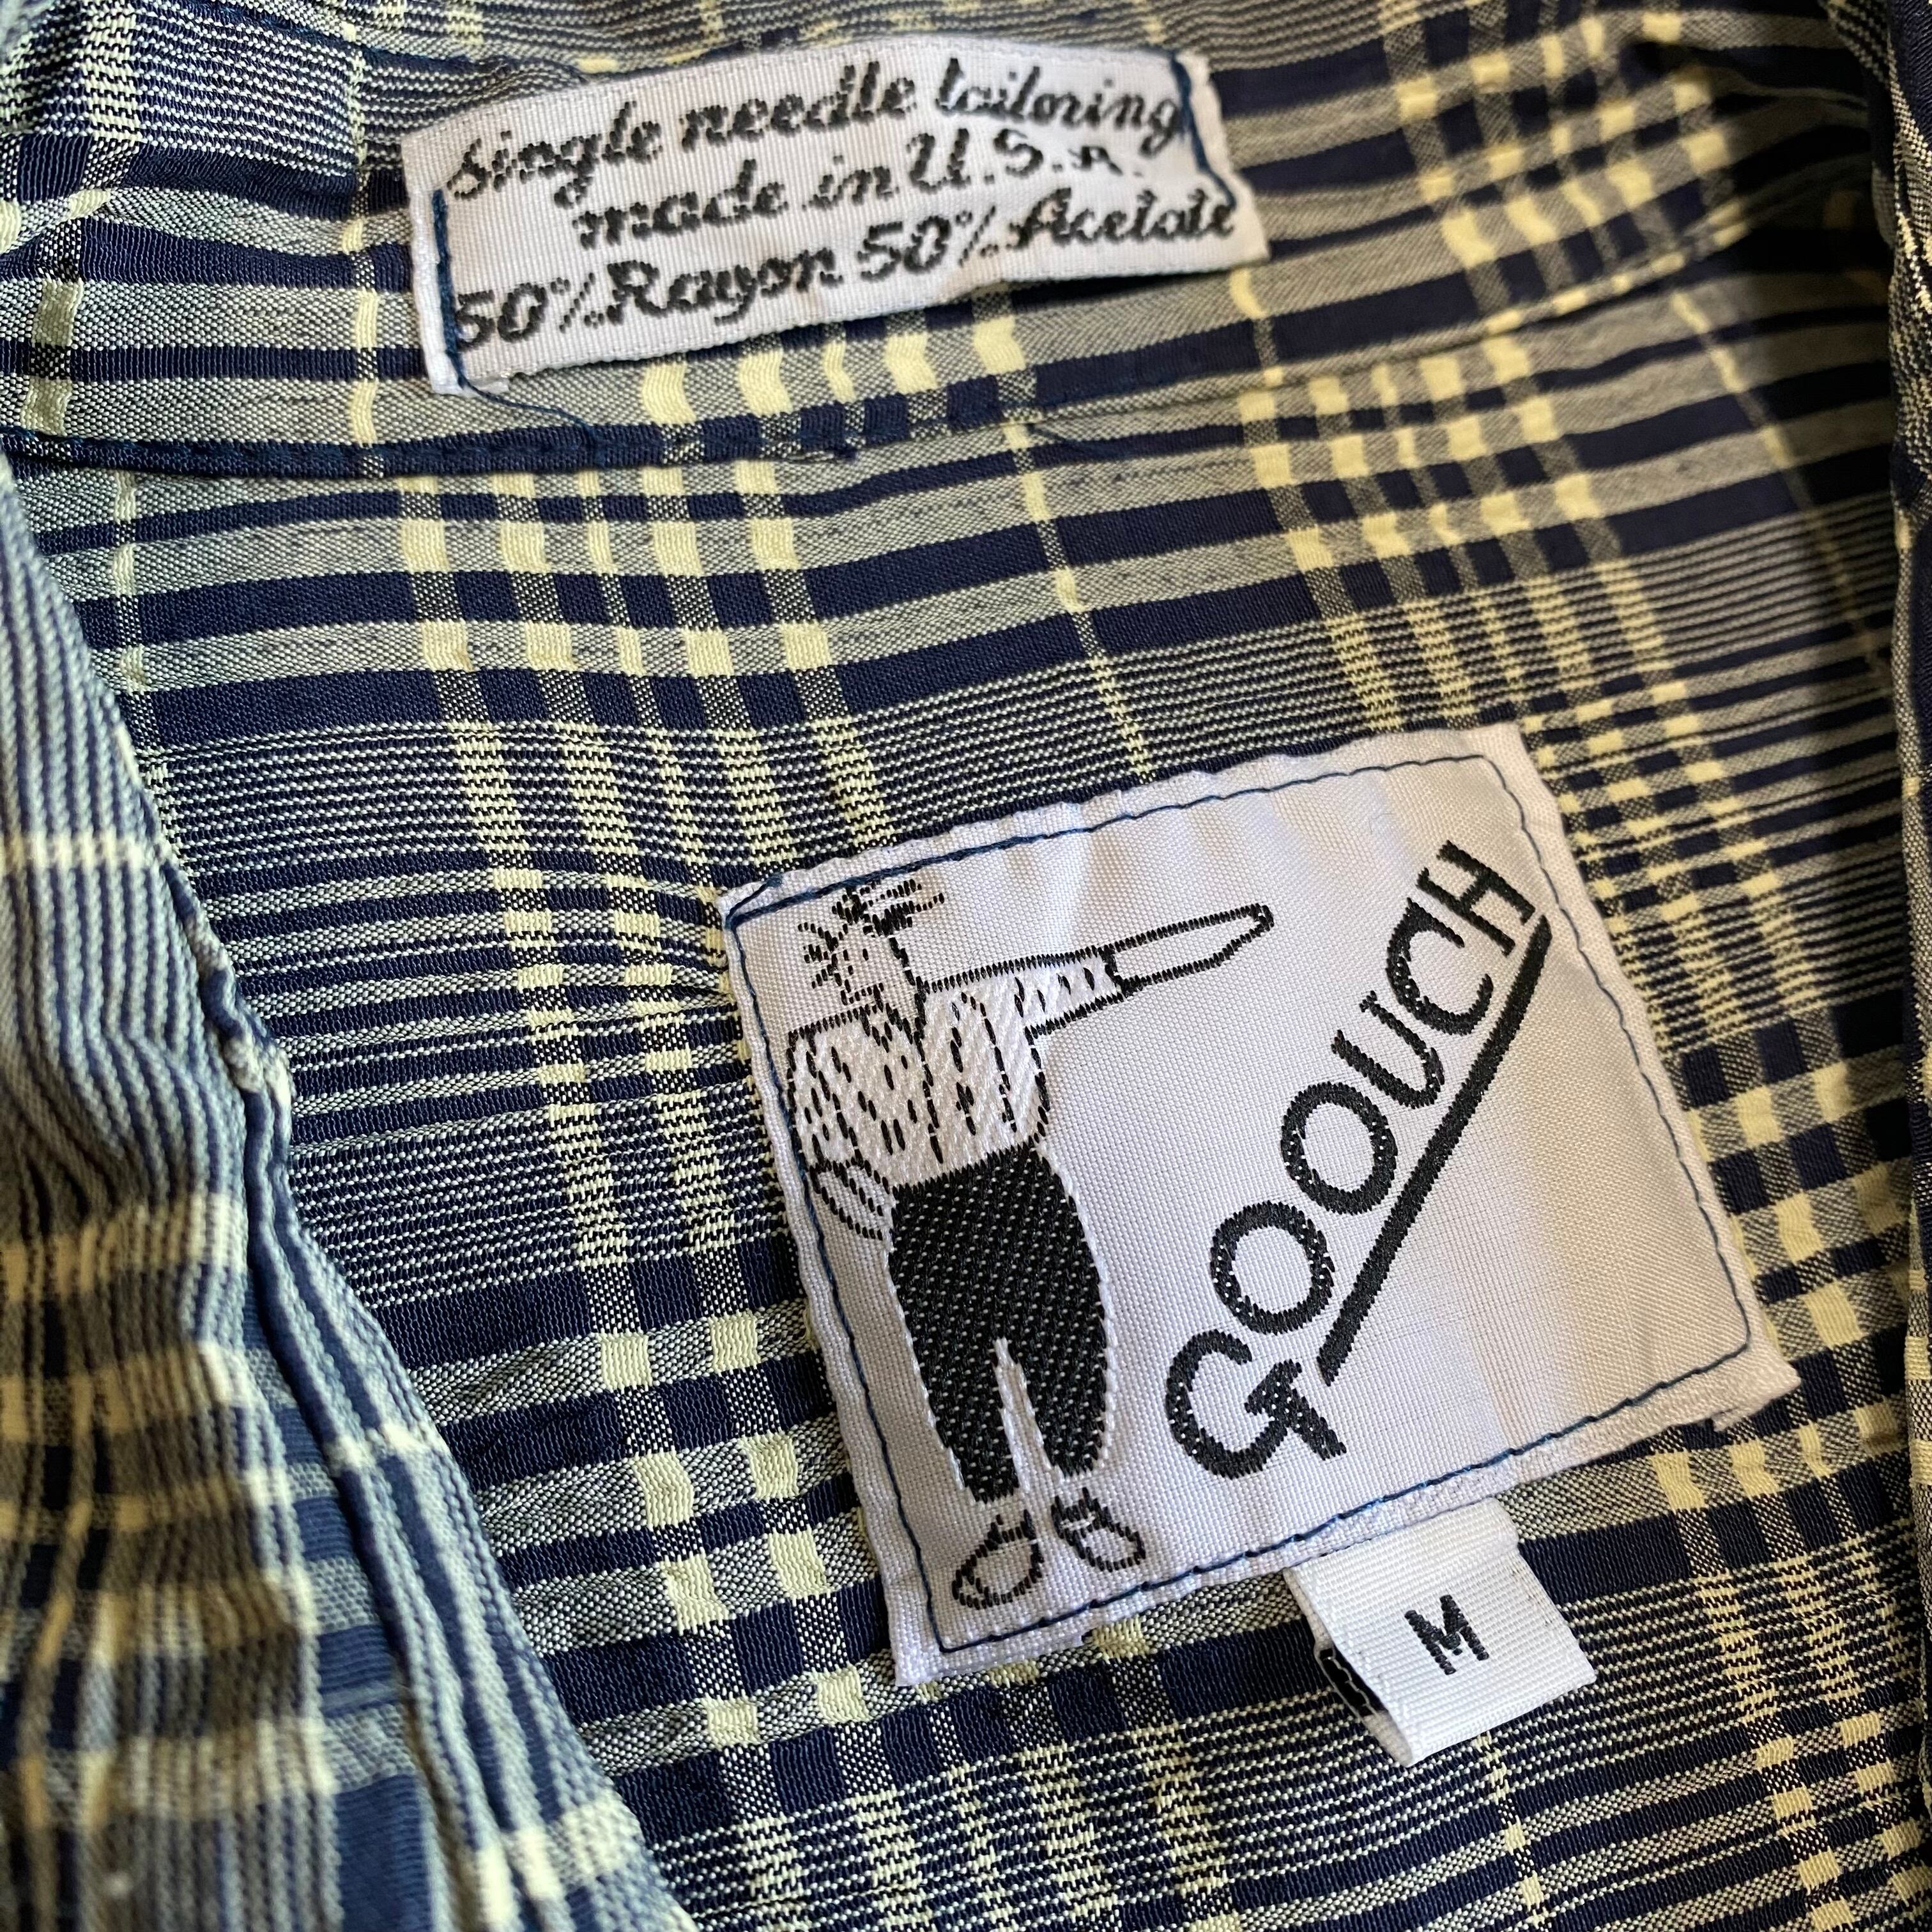 Single needle tailoring
made in U.S.A.
50% Rayon 50% Acetate
GOOUCH
M